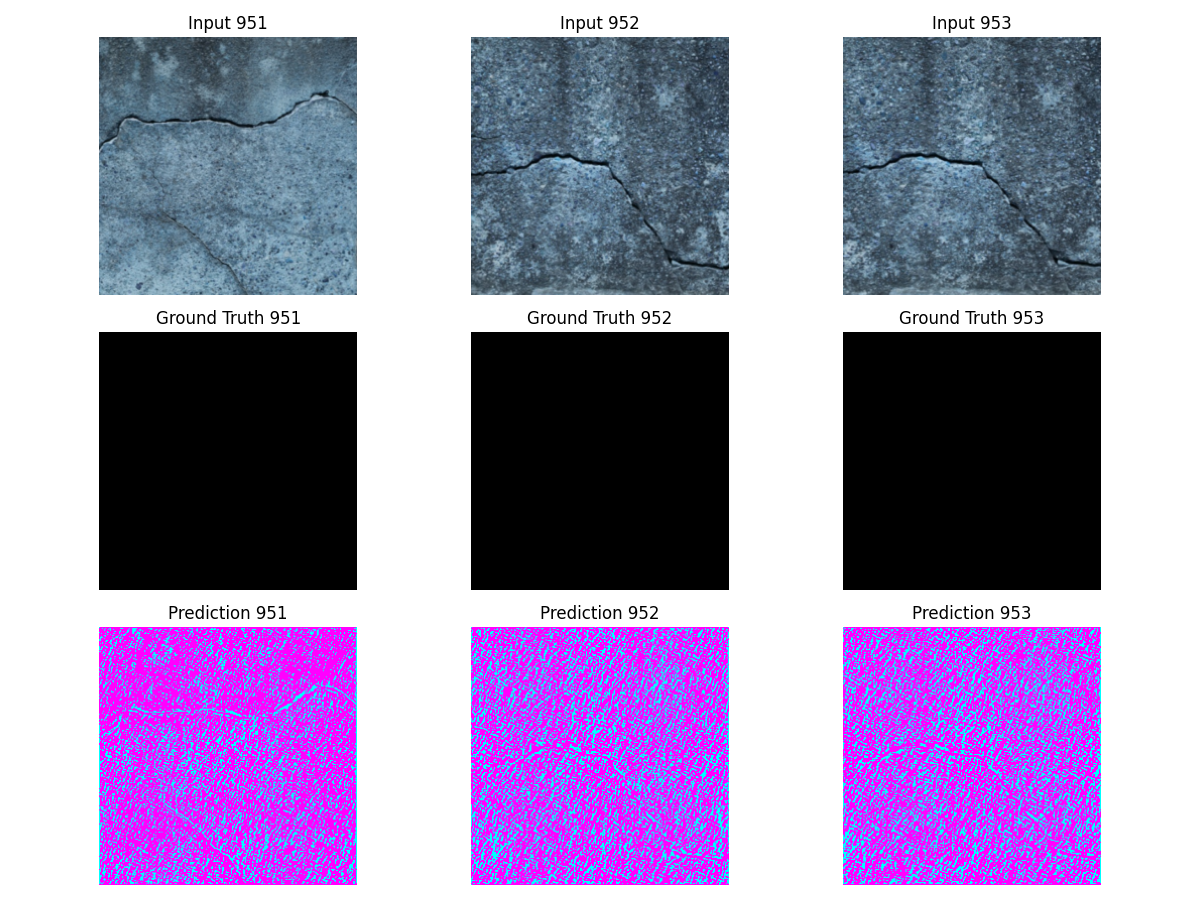 Input 951
Input 952
Input 953
Ground Truth 951
Ground Truth 952
Ground Truth 953
Prediction 951
Prediction 952
Prediction 953